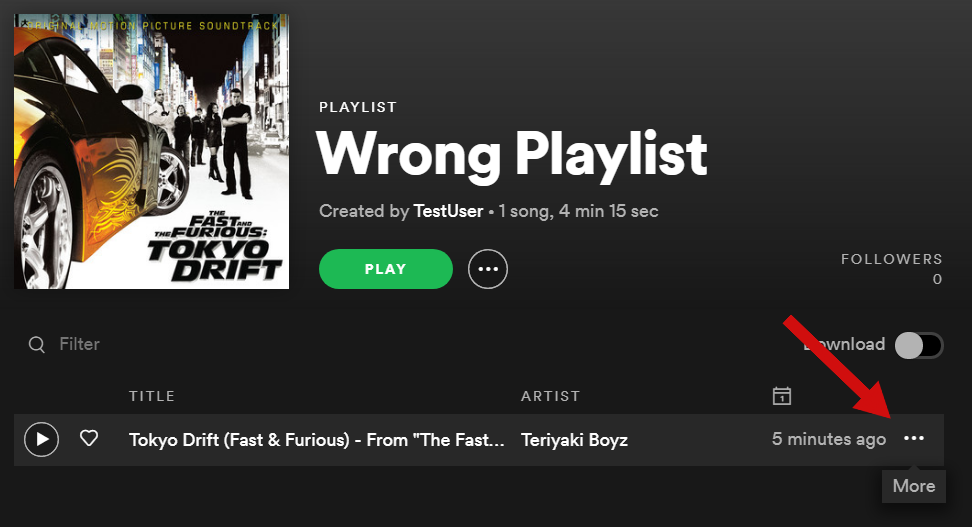 ORIGINAL MOTION PICTURE SOUNDTRACK
THE
FAST AND
THE FURIOUS:
TOKYO
DRIFT
PLAYLIST
Wrong Playlist
Created by TestUser • 1 song, 4 min 15 sec
PLAY
FOLLOWERS
0
Filter
Download
TITLE
ARTIST
1
Tokyo Drift (Fast & Furious) - From "The Fast...
Teriyaki Boyz
5 minutes ago
More